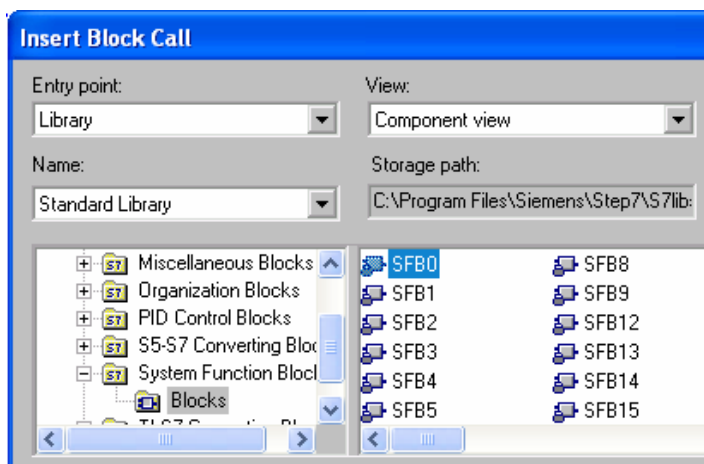 Insert Block Call
Entry point:
View:
Library
Component view
Name:
Storage path:
Standard Library
C:\Program Files\Siemens\Step7\S7lib
Miscellaneous Blocks
Organization Blocks
PID Control Blocks
S5-S7 Converting Bloc
System Function Block
Blocks
SFB0
SFB1
SFB2
SFB3
SFB4
SFB5
SFB8
SFB9
SFB12
SFB13
SFB14
SFB15